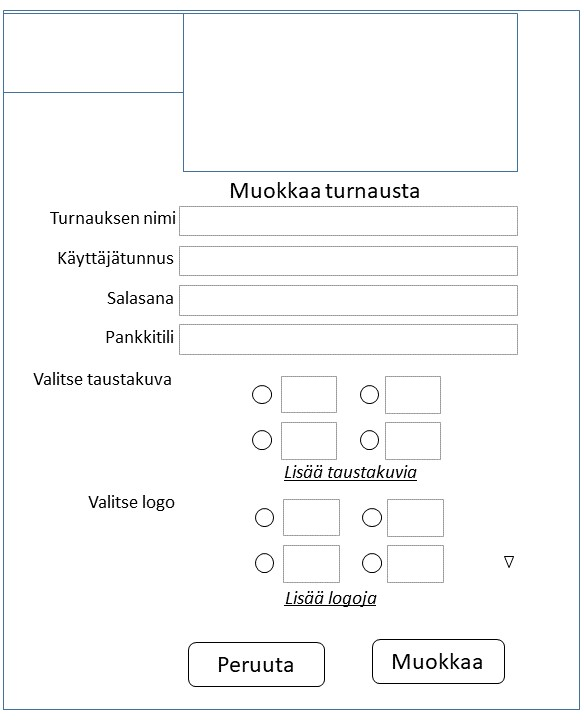 Muokkaa turnausta
Turnauksen nimi
Käyttäjätunnus
Salasana
Pankkitili
Valitse taustakuva
Lisää taustakuvia
Valitse logo
Lisää logoja
Peruuta
Muokkaa